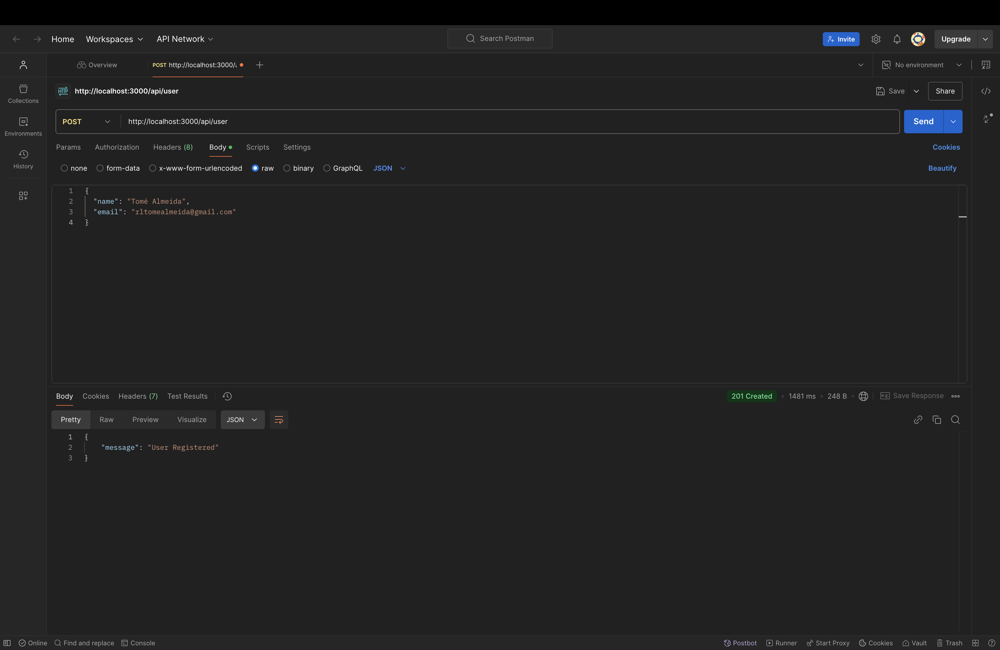 Home Workspaces API Network Search Postman Invite Upgrade
Overview POST http://localhost:3000/ No environment
HTTP http://localhost:3000/api/user Save Share
Collections
POST http://localhost:3000/api/user Send
Environments
Params Authorization Headers (8) Body Scripts Settings Cookies
History
none form-data x-www-form-urlencoded raw binary GraphQL JSON Beautify
1 {
2 "name": "Tomé Almeida",
3 "email": "rltomealmeida@gmail.com"
4 }
Body Cookies Headers (7) Test Results 201 Created 1481 ms 248 B e.g. Save Response
Pretty Raw Preview Visualize JSON
1 {
2 "message": "User Registered"
3 }
Online Find and replace Console Postbot Runner Start Proxy Cookies Vault Trash